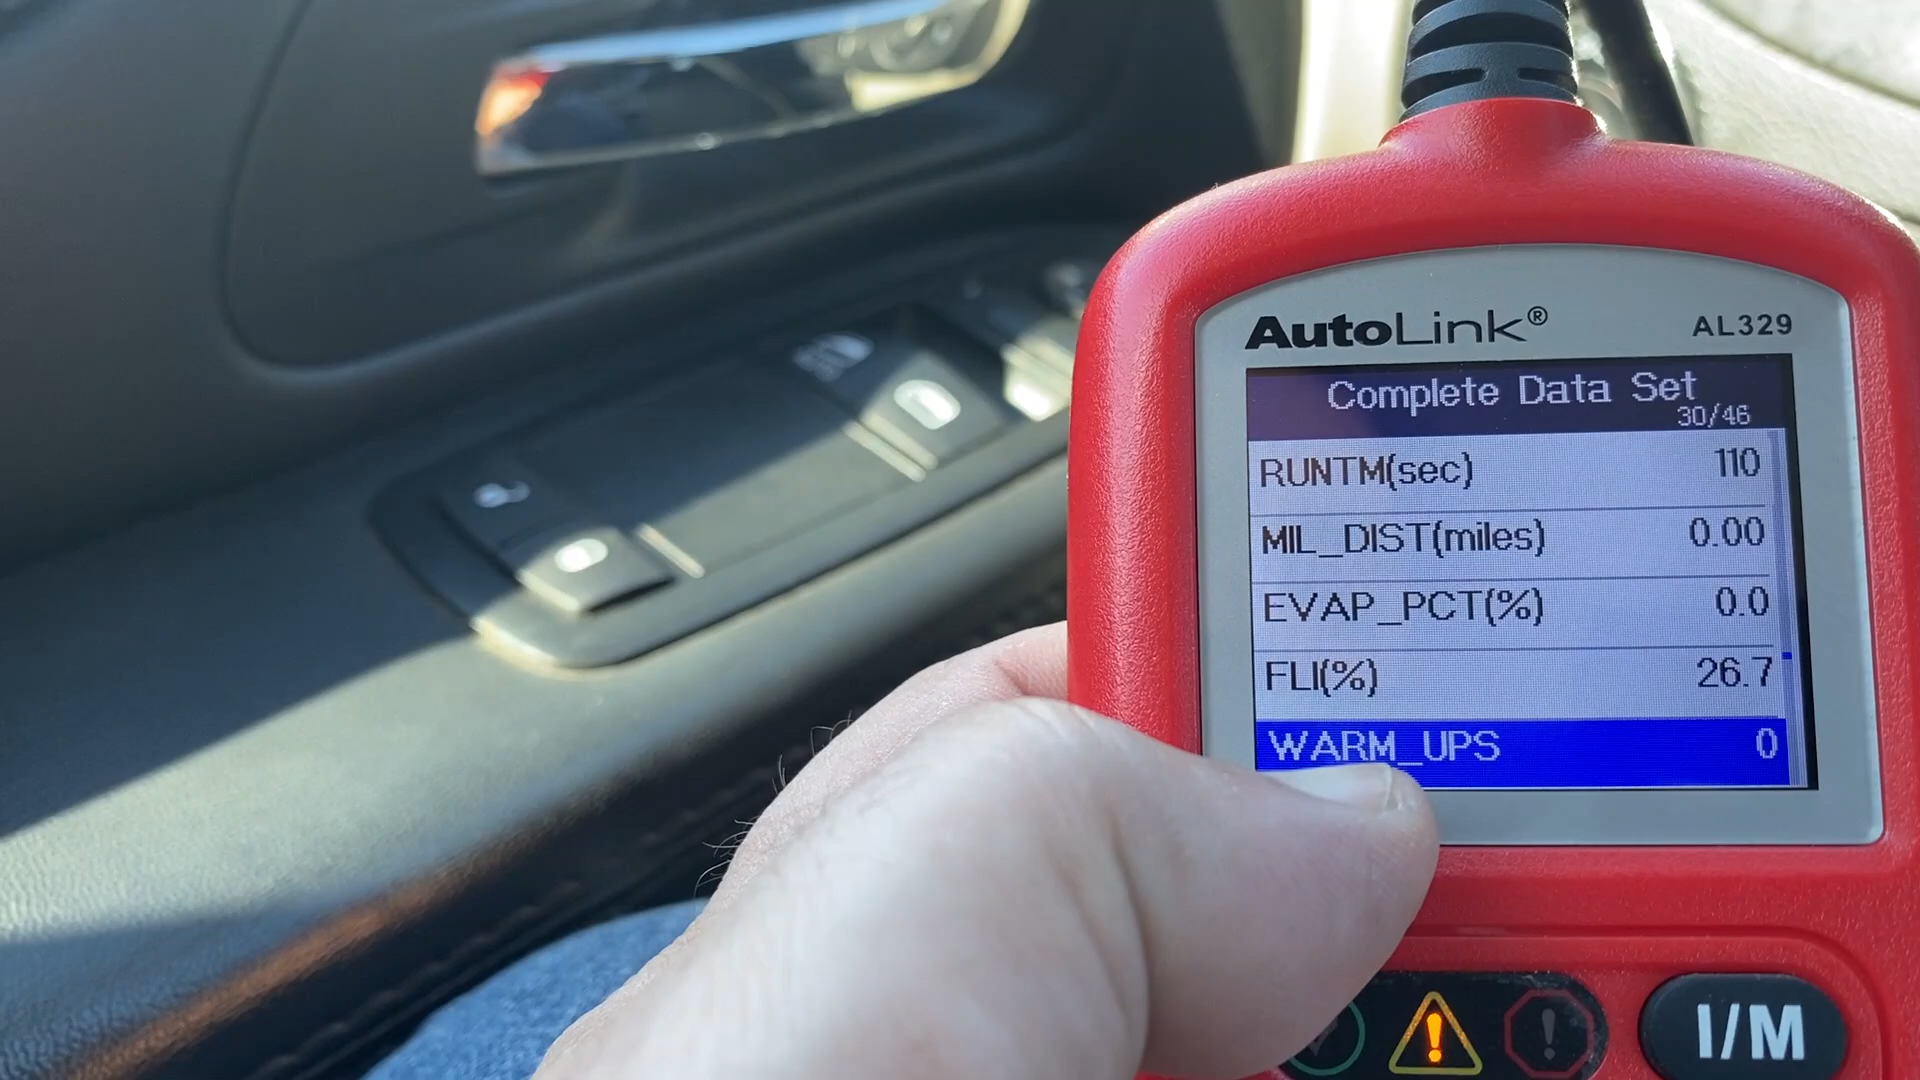 AutoLink® AL329
Complete Data Set
30/46
RUNTM(sec) 110
MIL_DIST(miles) 0.00
EVAP_PCT(%) 0.0
FLI(%) 26.7
WARM_UPS 0
I/M